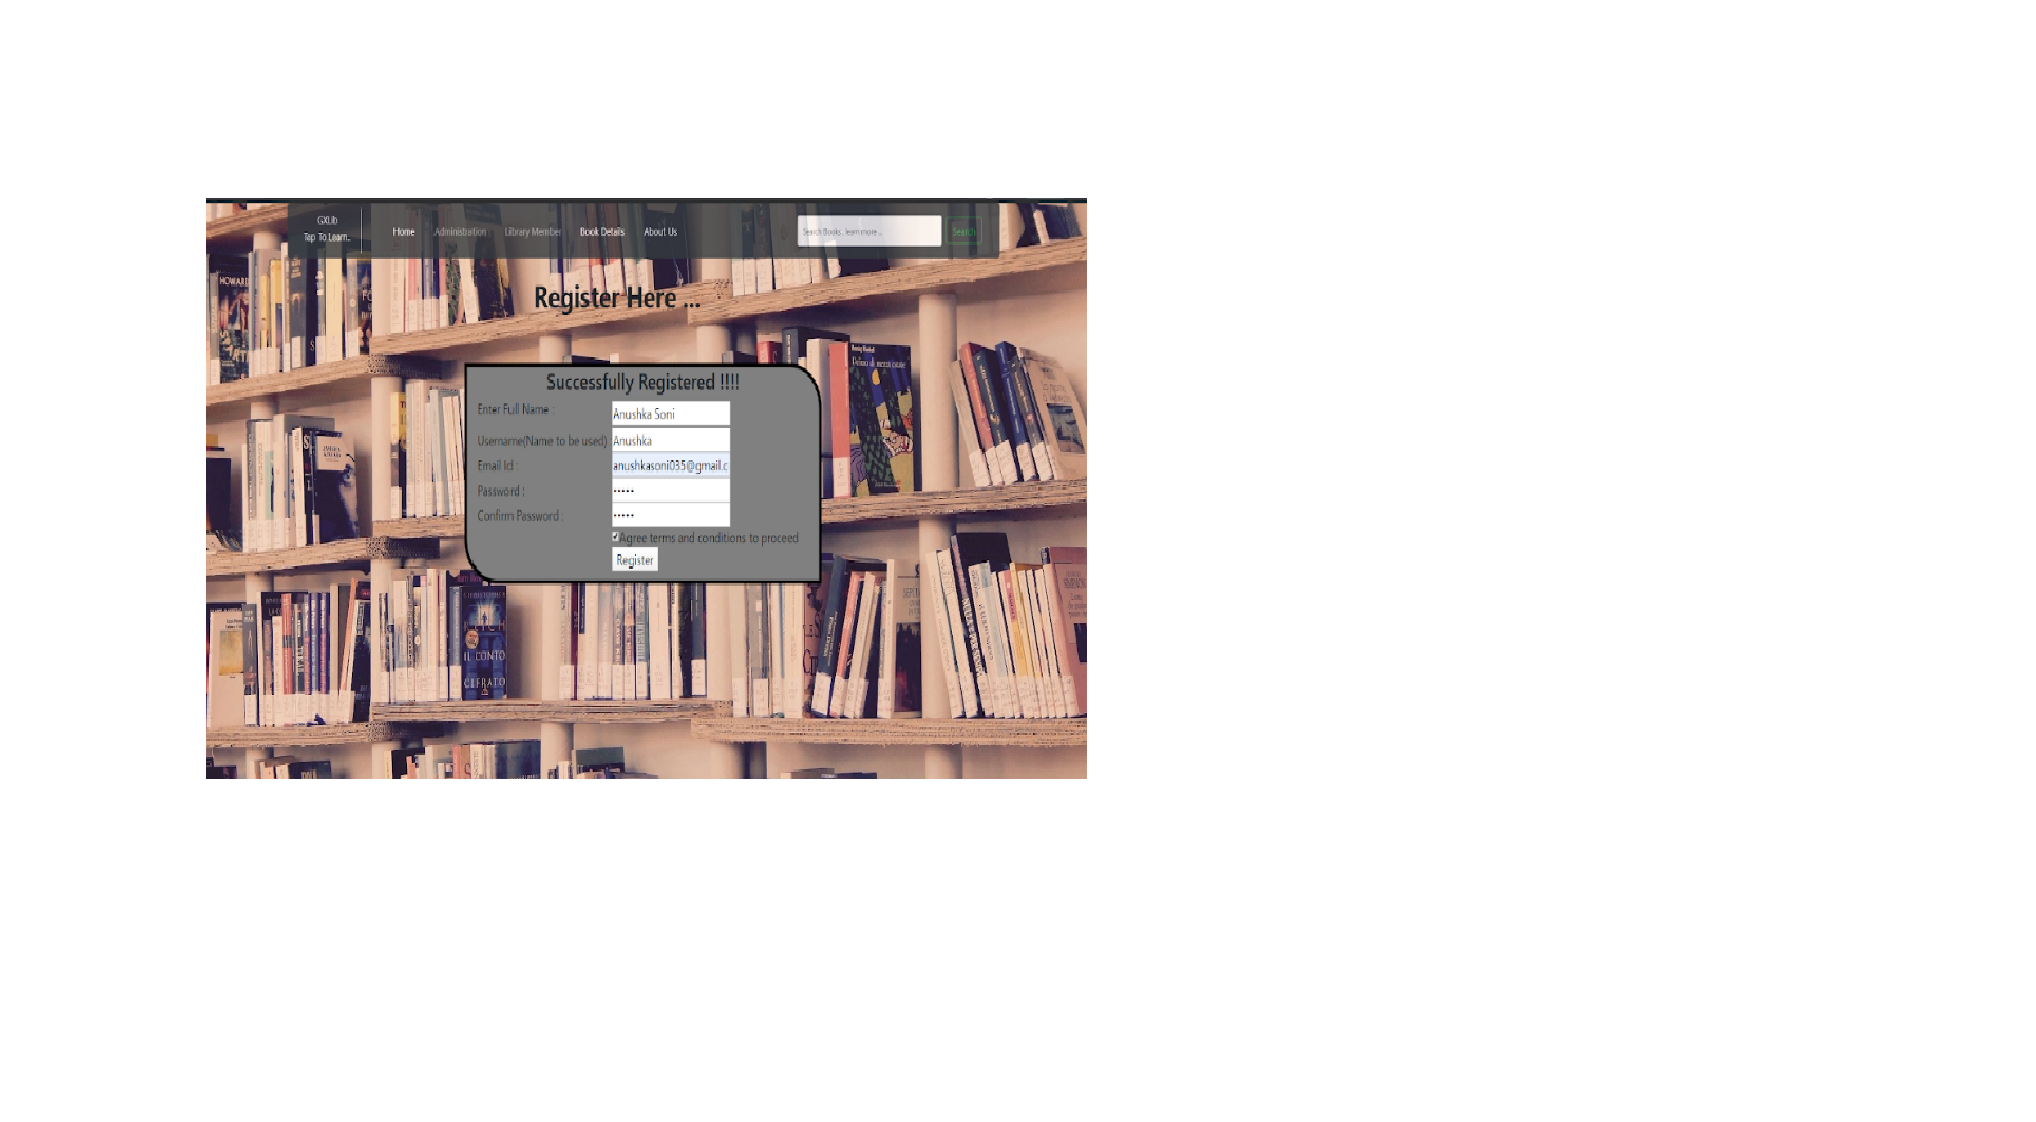 GXLib
Tap To Learn..
Home Administration Library Member Book Details About Us
Search Books , learn more ...
Search
Register Here ...
Successfully Registered !!!!
Enter Full Name : Anushka Soni
Username(Name to be used) : Anushka
Email Id : anushkasoni035@gmail.c
Password : •••••
Confirm Password : •••••
Agree terms and conditions to proceed
Register
HOWARD
IL CONTO
CIFRATO